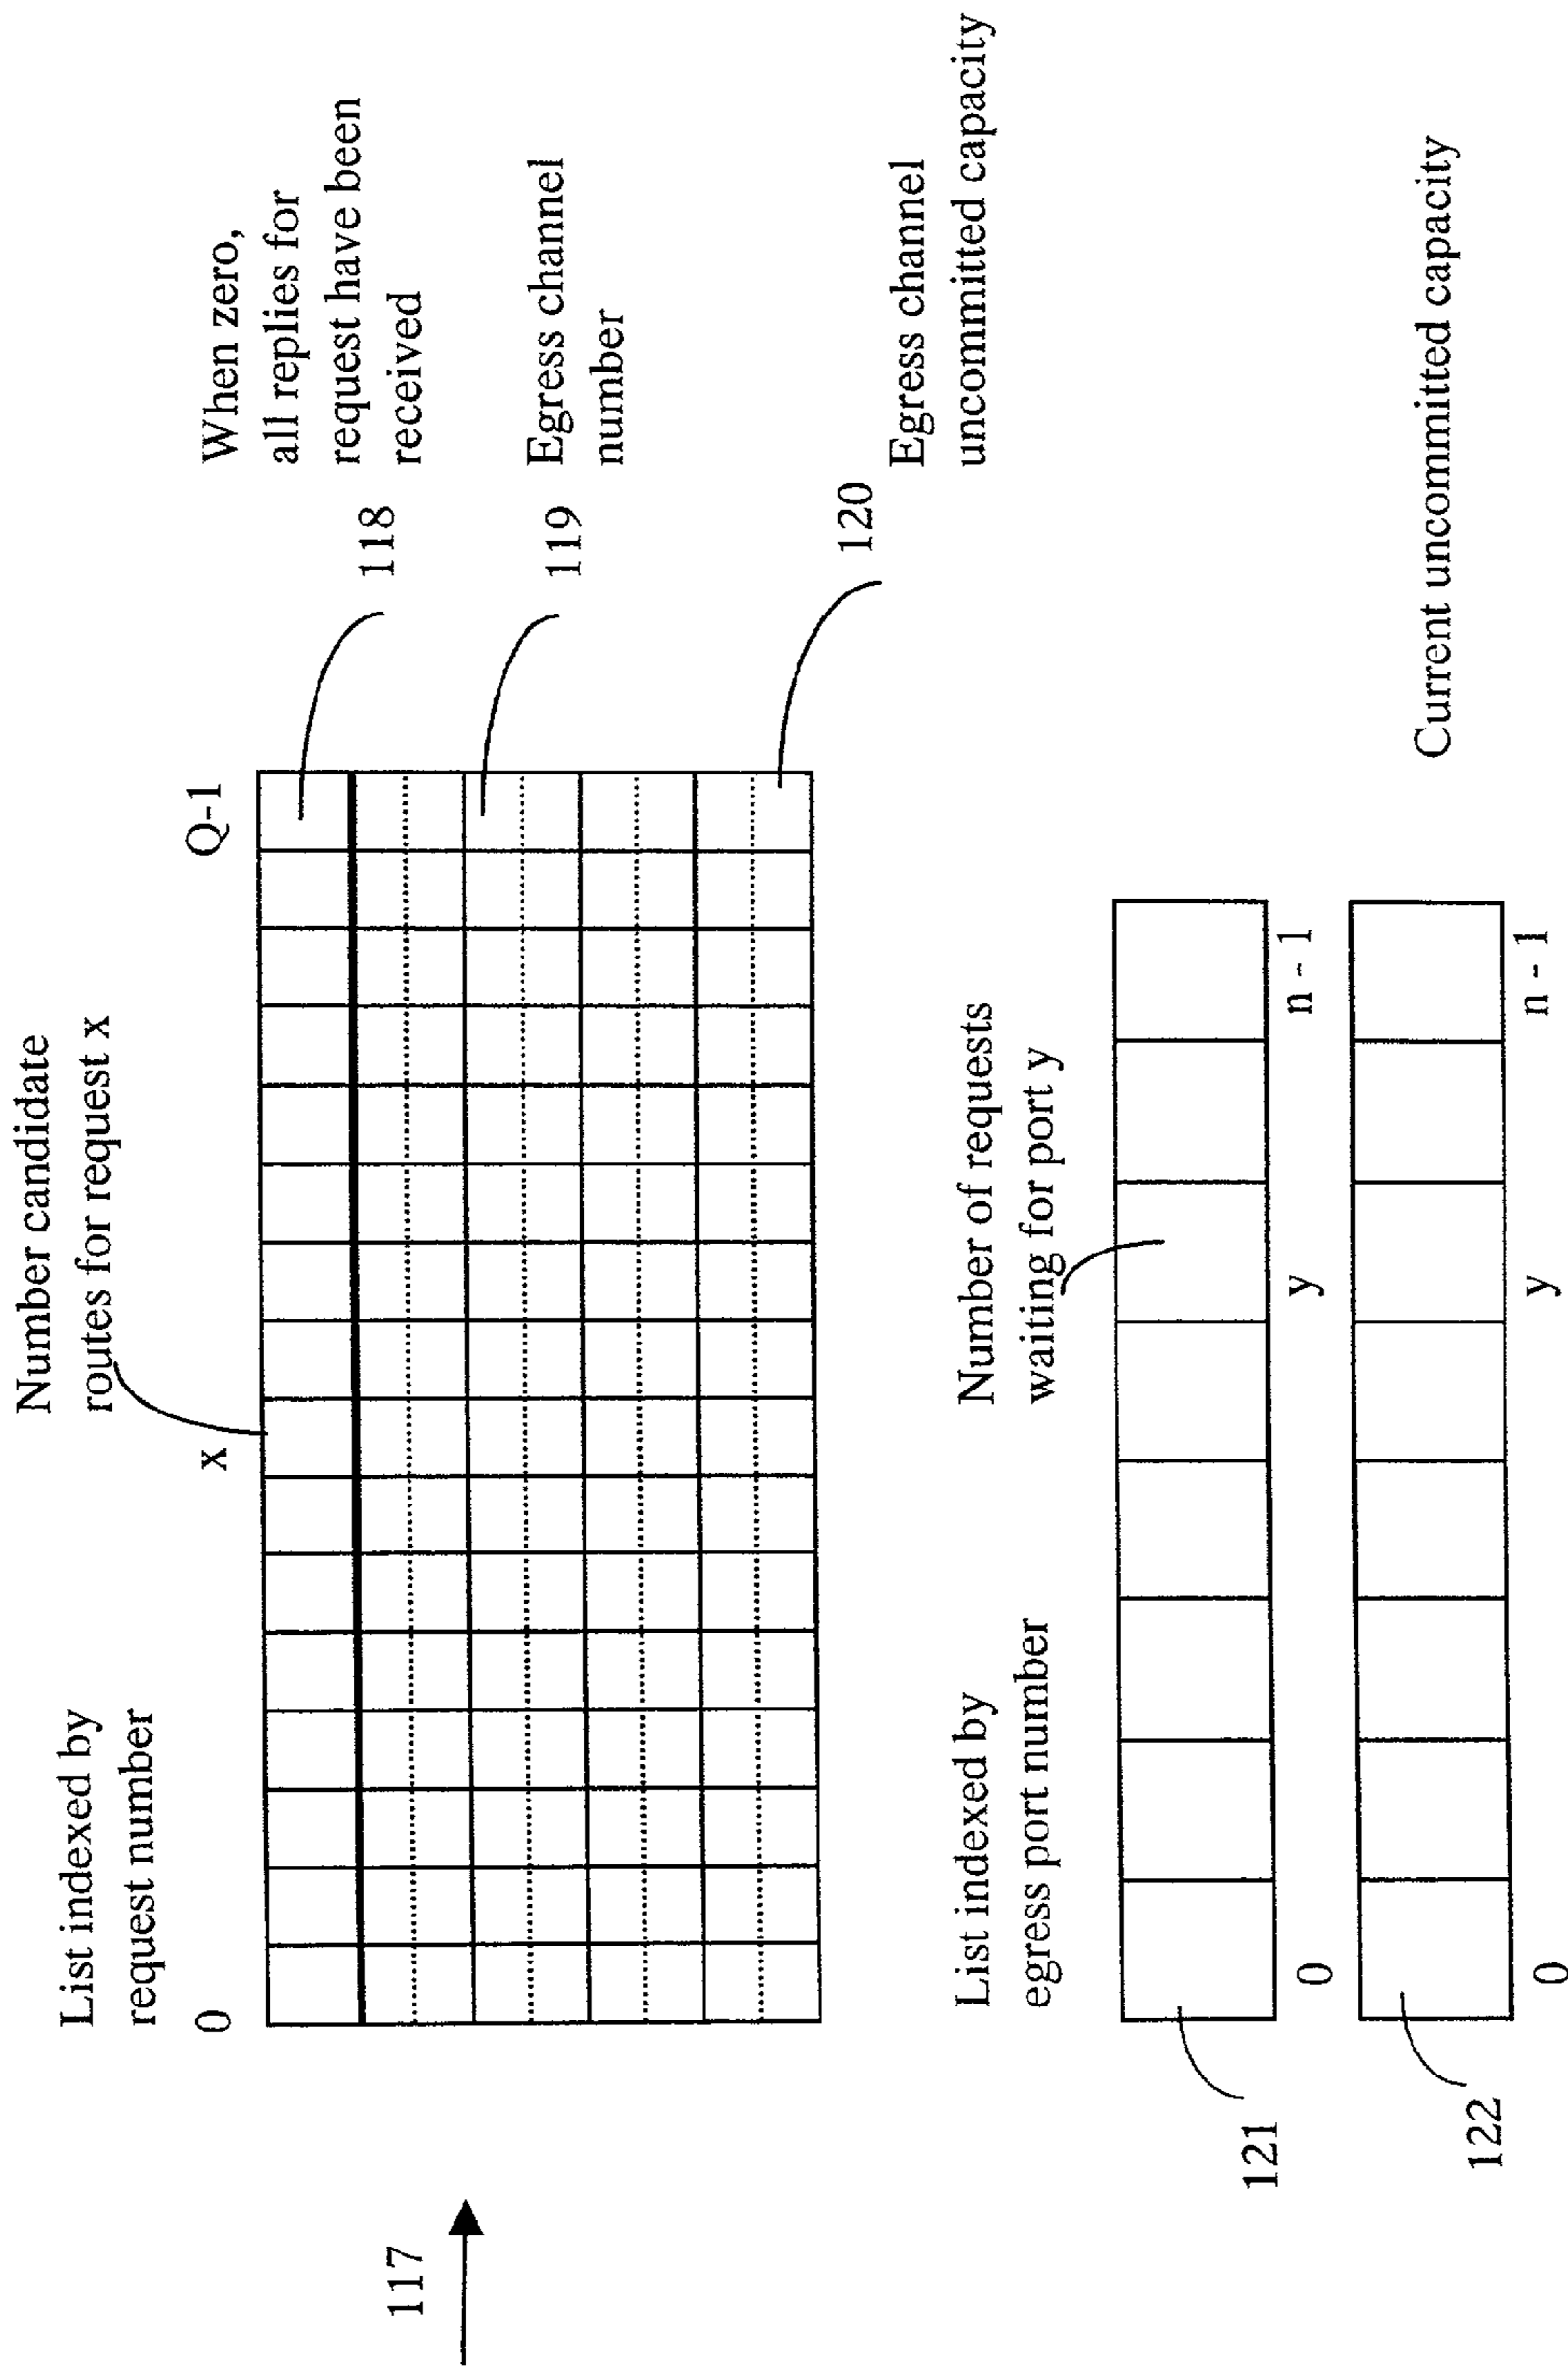 List indexed by
request number
Number candidate
routes for request x
0
x
Q-1
When zero,
all replies for
request have been
received
118
117
119
Egress channel
number
120
Egress channel
uncommitted capacity
List indexed by
egress port number
Number of requests
waiting for port y
121
0
y
n - 1
122
Current uncommitted capacity
0
y
n - 1